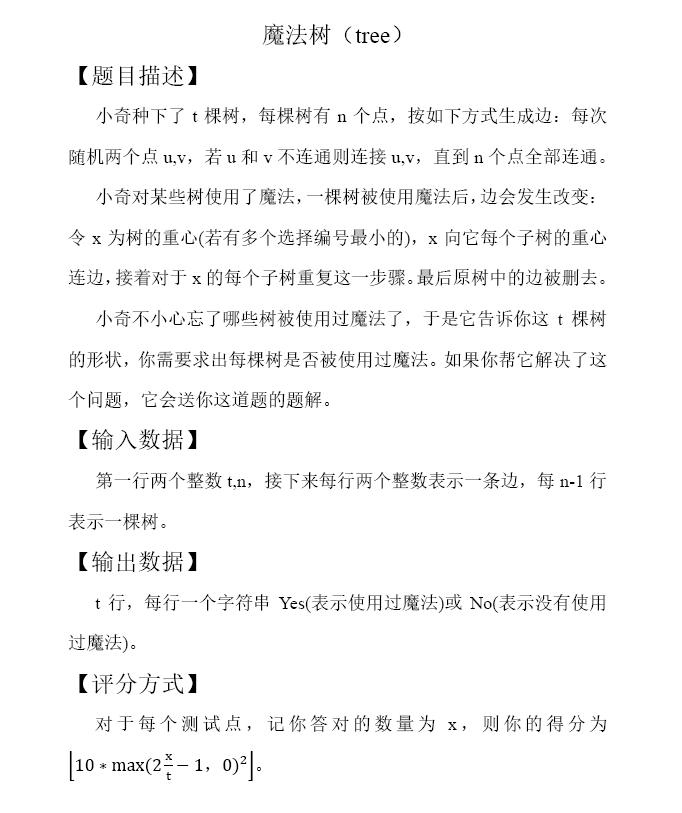 魔法树（tree）
【题目描述】
小奇种下了 t 棵树，每棵树有 n 个点，按如下方式生成边：每次
随机两个点 u,v，若 u 和 v 不连通则连接 u,v，直到 n 个点全部连通。
小奇对某些树使用了魔法，一棵树被使用魔法后，边会发生改变：
令 x 为树的重心(若有多个选择编号最小的)，x 向它每个子树的重心
连边，接着对于 x 的每个子树重复这一步骤。最后原树中的边被删去。
小奇不小心忘了哪些树被使用过魔法了，于是它告诉你这 t 棵树
的形状，你需要求出每棵树是否被使用过魔法。如果你帮它解决了这
个问题，它会送你这道题的题解。
【输入数据】
第一行两个整数 t,n，接下来每行两个整数表示一条边，每 n-1 行
表示一棵树。
【输出数据】
t 行，每行一个字符串 Yes(表示使用过魔法)或 No(表示没有使用
过魔法)。
【评分方式】
对于每个测试点，记你答对的数量为 x，则你的得分为
⌊10 ∗ max(2 x/t − 1，0)²⌋。